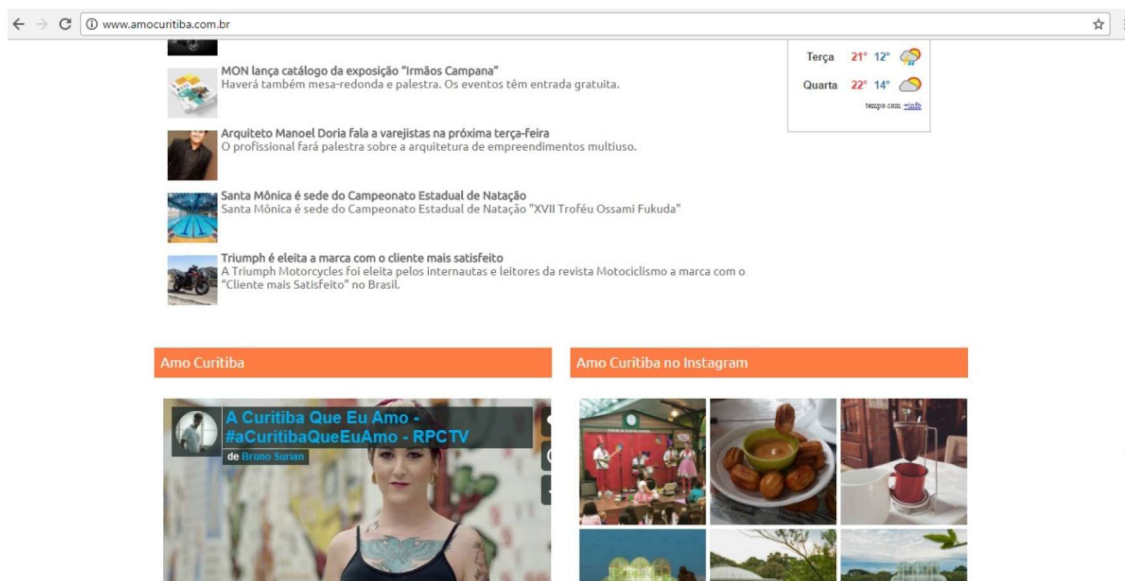 www.amocuritiba.com.br
MON lança catálogo da exposição "Irmãos Campana"
Haverá também mesa-redonda e palestra. Os eventos têm entrada gratuita.
Arquiteto Manoel Doria fala a varejistas na próxima terça-feira
O profissional fará palestra sobre a arquitetura de empreendimentos multiuso.
Santa Mônica é sede do Campeonato Estadual de Natação
Santa Mônica é sede do Campeonato Estadual de Natação "XVII Troféu Ossami Fukuda"
Triumph é eleita a marca com o cliente mais satisfeito
A Triumph Motorcycles foi eleita pelos internautas e leitores da revista Motociclismo a marca com o
"Cliente mais Satisfeito" no Brasil.
Terça 21° 12°
Quarta 22° 14°
tempo.com +info
Amo Curitiba
A Curitiba Que Eu Amo -
#aCuritibaQueEuAmo - RPCTV
de Bruno Surian
Amo Curitiba no Instagram